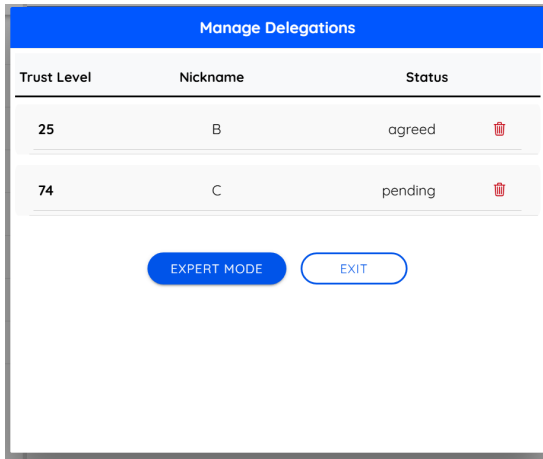 Manage Delegations
Trust Level Nickname Status
25 B agreed
74 C pending
EXPERT MODE EXIT